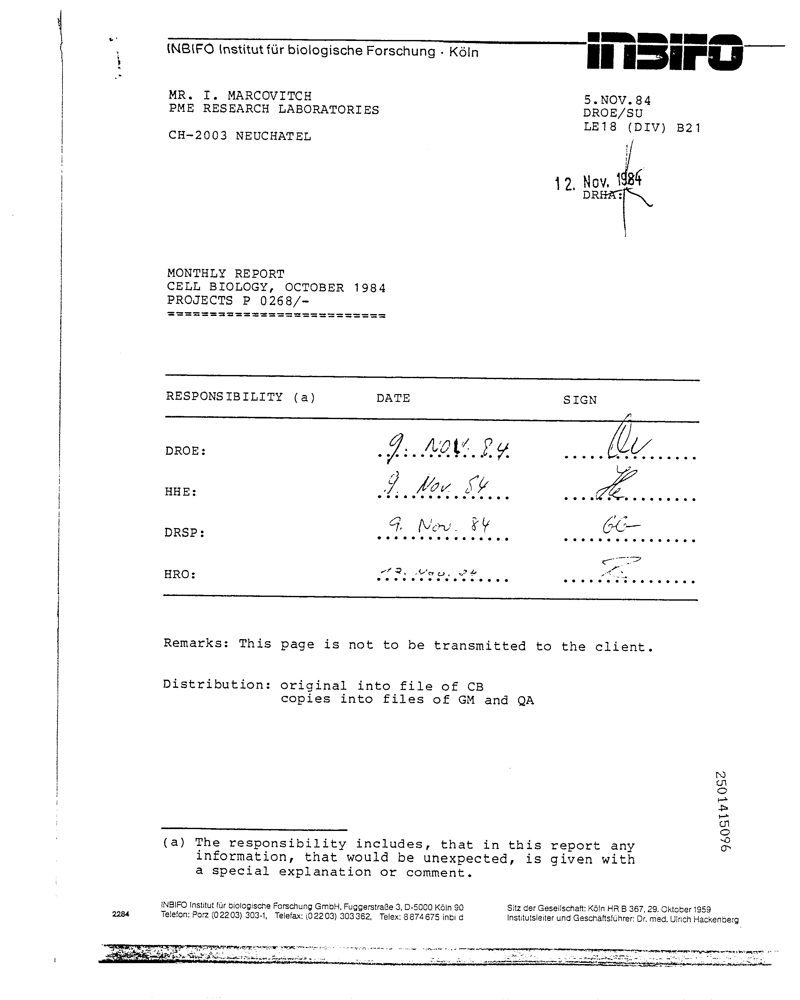 INBIFO Institut für biologische Forschung · Köln
INBIFO
MR. I. MARCOVITCH
PME RESEARCH LABORATORIES
CH-2003 NEUCHATEL
5.NOV.84
DROE/SU
LE18 (DIV) B21
12. Nov. 1984
DRHA:
MONTHLY REPORT
CELL BIOLOGY, OCTOBER 1984
PROJECTS P 0268/-
==========================
RESPONSIBILITY (a) DATE SIGN
DROE: 9. NOV. 84
HHE: 9. Nov. 84
DRSP: 9. Nov. 84
HRO: 12. Nov. 84
Remarks: This page is not to be transmitted to the client.
Distribution: original into file of CB
copies into files of GM and QA
2501415096
(a) The responsibility includes, that in this report any
information, that would be unexpected, is given with
a special explanation or comment.
2284
INBIFO Institut für biologische Forschung GmbH, Fuggerstraße 3, D-5000 Köln 90
Telefon: Porz (02203) 303-1, Telefax: (02203) 303362, Telex: 8874675 inbi d
Sitz der Gesellschaft: Köln HR B 367, 29. Oktober 1959
Institutsleiter und Geschäftsführer: Dr. med. Ulrich Hackenberg